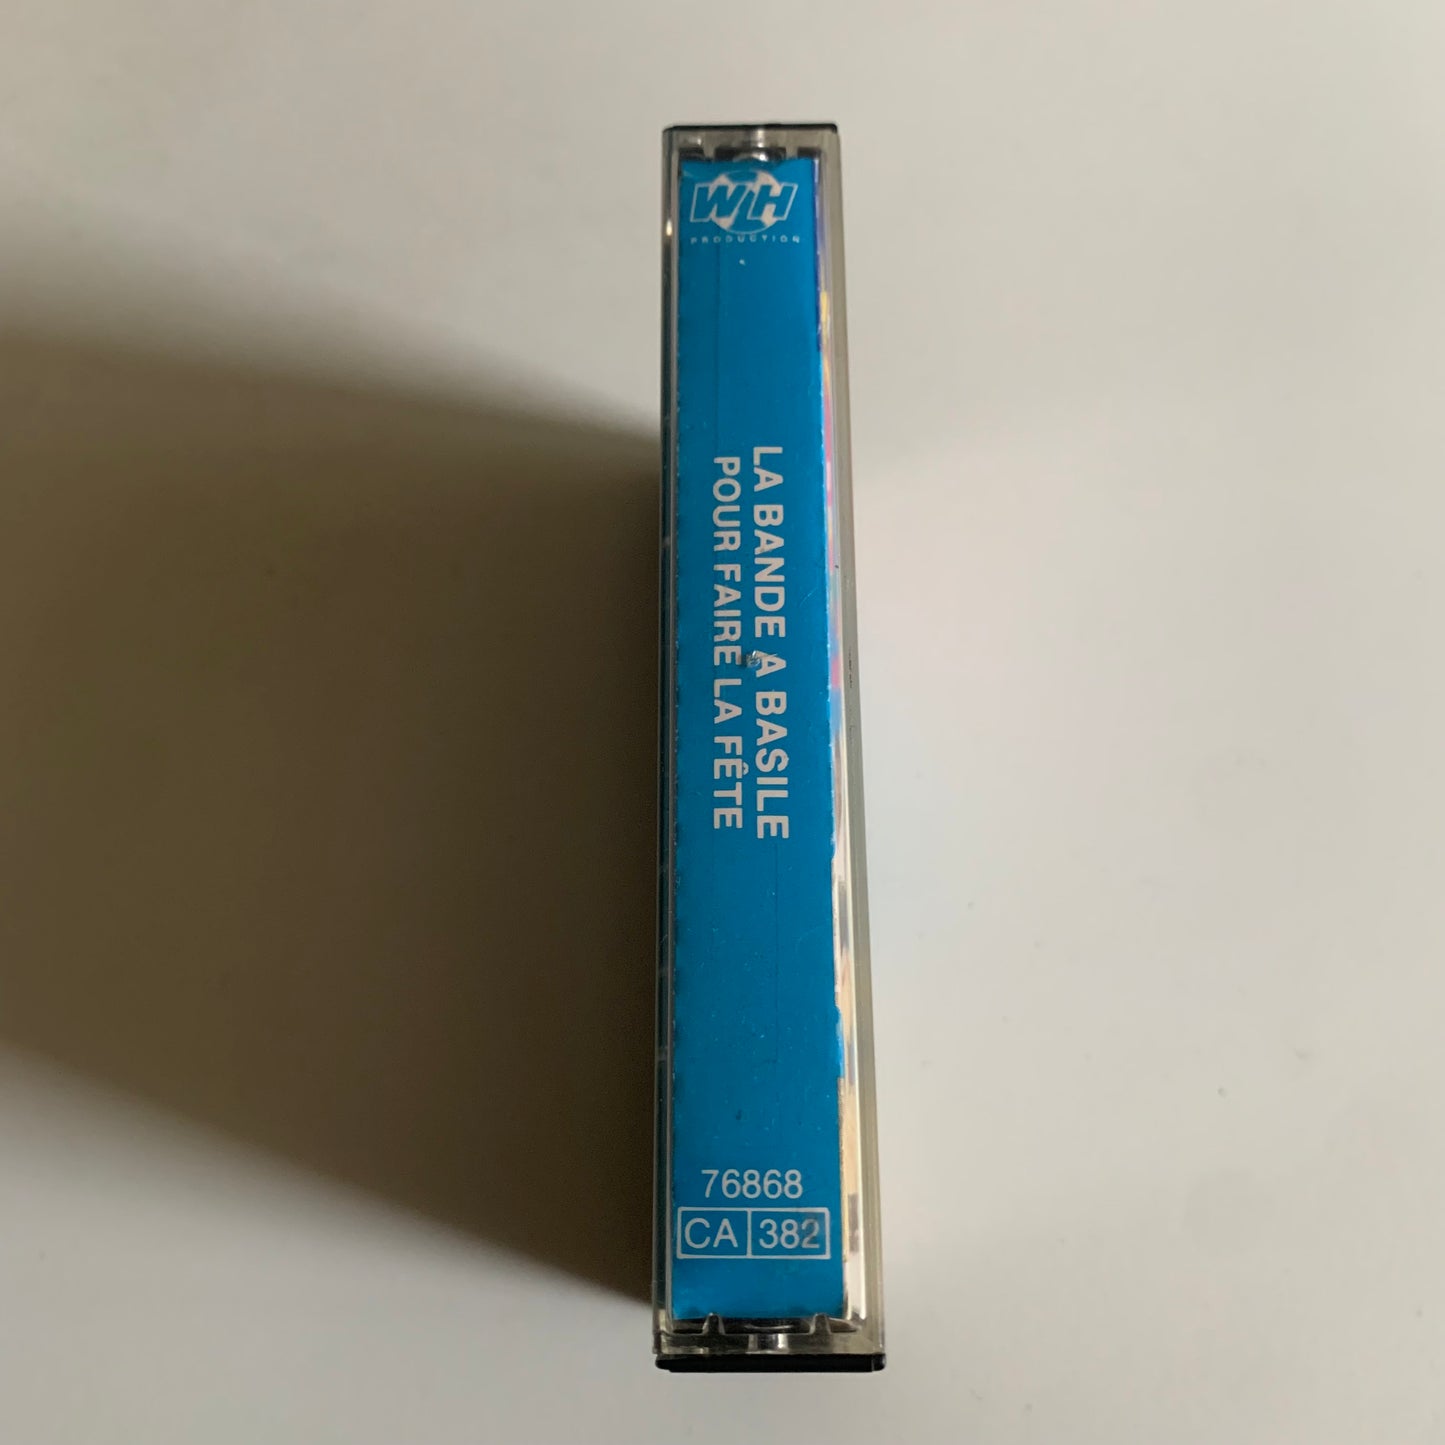 WH
PRODUCTION
LA BANDE A BASILE
POUR FAIRE LA FÊTE
76868
CA 382